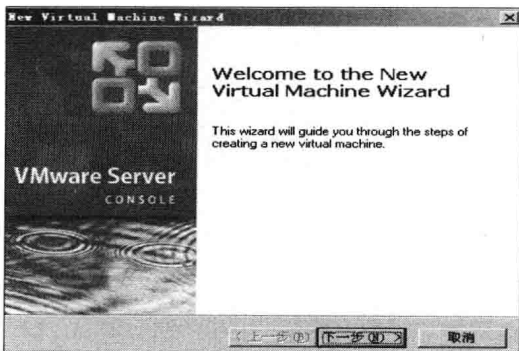 New Virtual Machine Wizard
VMware Server
CONSOLE
Welcome to the New
Virtual Machine Wizard
This wizard will guide you through the steps of
creating a new virtual machine.
< 上一步(B) 下一步(N) > 取消